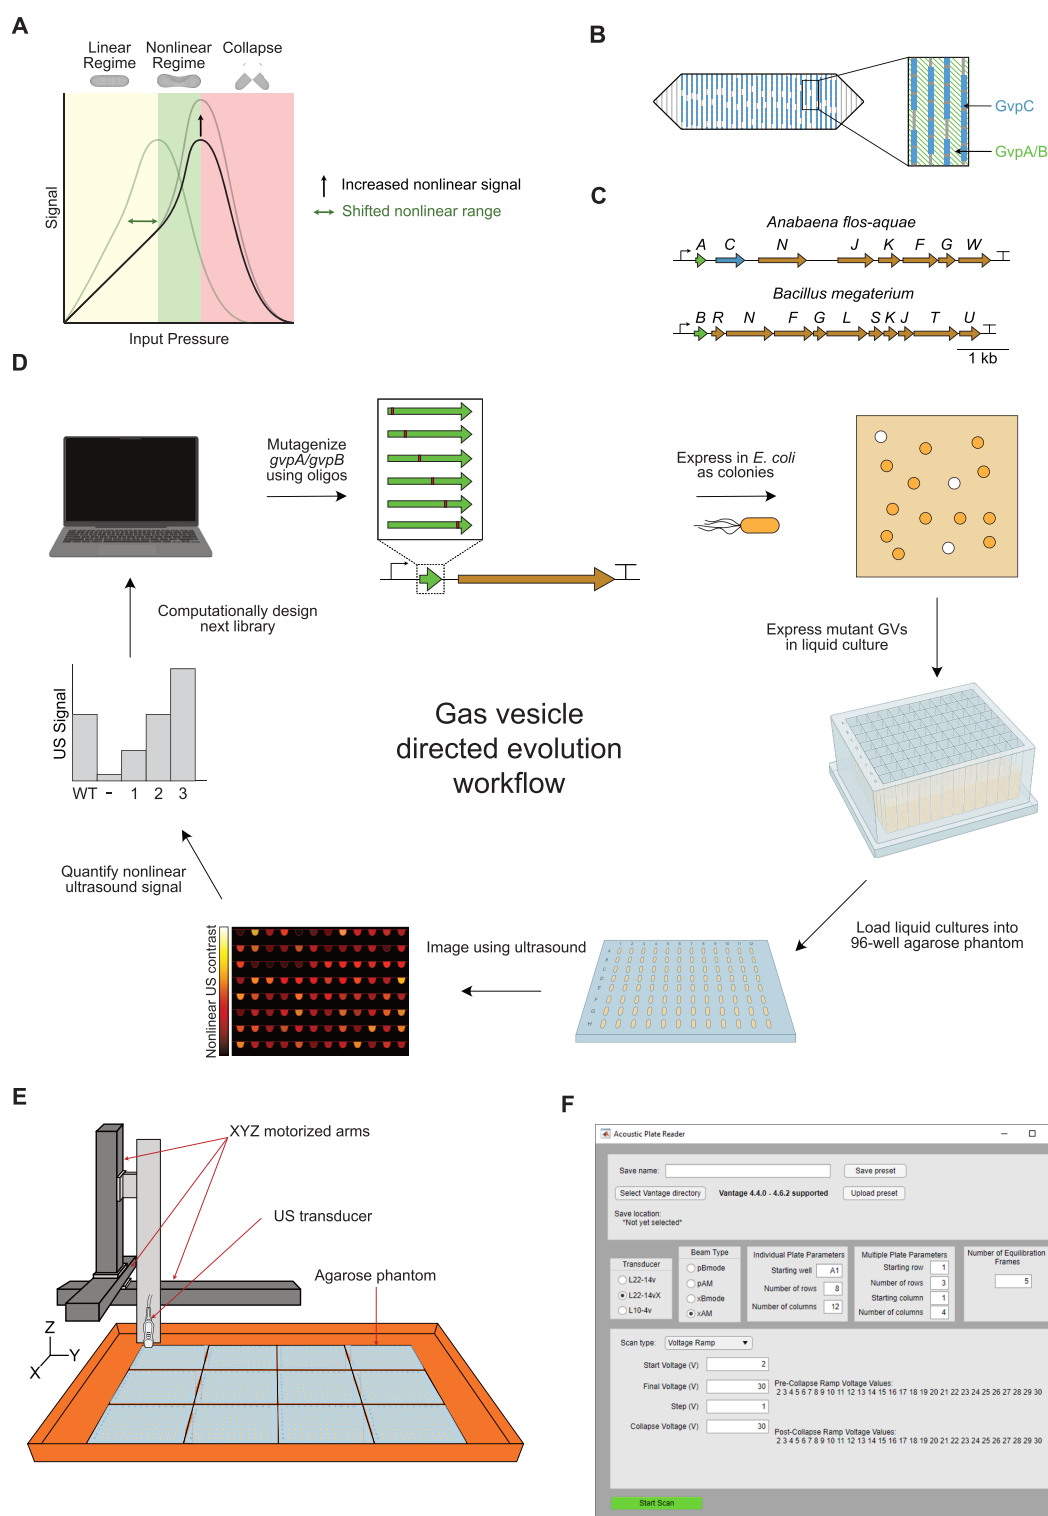 A
Linear
Regime
Nonlinear
Regime
Collapse
Signal
Input Pressure
Increased nonlinear signal
Shifted nonlinear range
B
GvpC
GvpA/B
C
Anabaena flos-aquae
A C N J K F G W
Bacillus megaterium
B R N F G L S K J T U
1 kb
D
Mutagenize
gvpA/gvpB
using oligos
Express in E. coli
as colonies
Express mutant GVs
in liquid culture
Load liquid cultures into
96-well agarose phantom
1 2 3 4 5 6 7 8 9 10 11 12
A
B
C
D
E
F
G
H
Image using ultrasound
Nonlinear US contrast
Quantify nonlinear
ultrasound signal
US Signal
WT - 1 2 3
Computationally design
next library
Gas vesicle
directed evolution
workflow
E
XYZ motorized arms
US transducer
Agarose phantom
Z
Y
X
F
Acoustic Plate Reader
Save name:
Save preset
Select Vantage directory
Vantage 4.4.0 - 4.6.2 supported
Upload preset
Save location:
*Not yet selected*
Transducer
L22-14v
L22-14vX
L10-4v
Beam Type
pBmode
pAM
xBmode
xAM
Individual Plate Parameters
Starting well A1
Number of rows 8
Number of columns 12
Multiple Plate Parameters
Starting row 1
Number of rows 3
Starting column 1
Number of columns 4
Number of Equilibration
Frames
5
Scan type: Voltage Ramp
Start Voltage (V) 2
Final Voltage (V) 30
Step (V) 1
Collapse Voltage (V) 30
Pre-Collapse Ramp Voltage Values:
2 3 4 5 6 7 8 9 10 11 12 13 14 15 16 17 18 19 20 21 22 23 24 25 26 27 28 29 30
Post-Collapse Ramp Voltage Values:
2 3 4 5 6 7 8 9 10 11 12 13 14 15 16 17 18 19 20 21 22 23 24 25 26 27 28 29 30
Start Scan